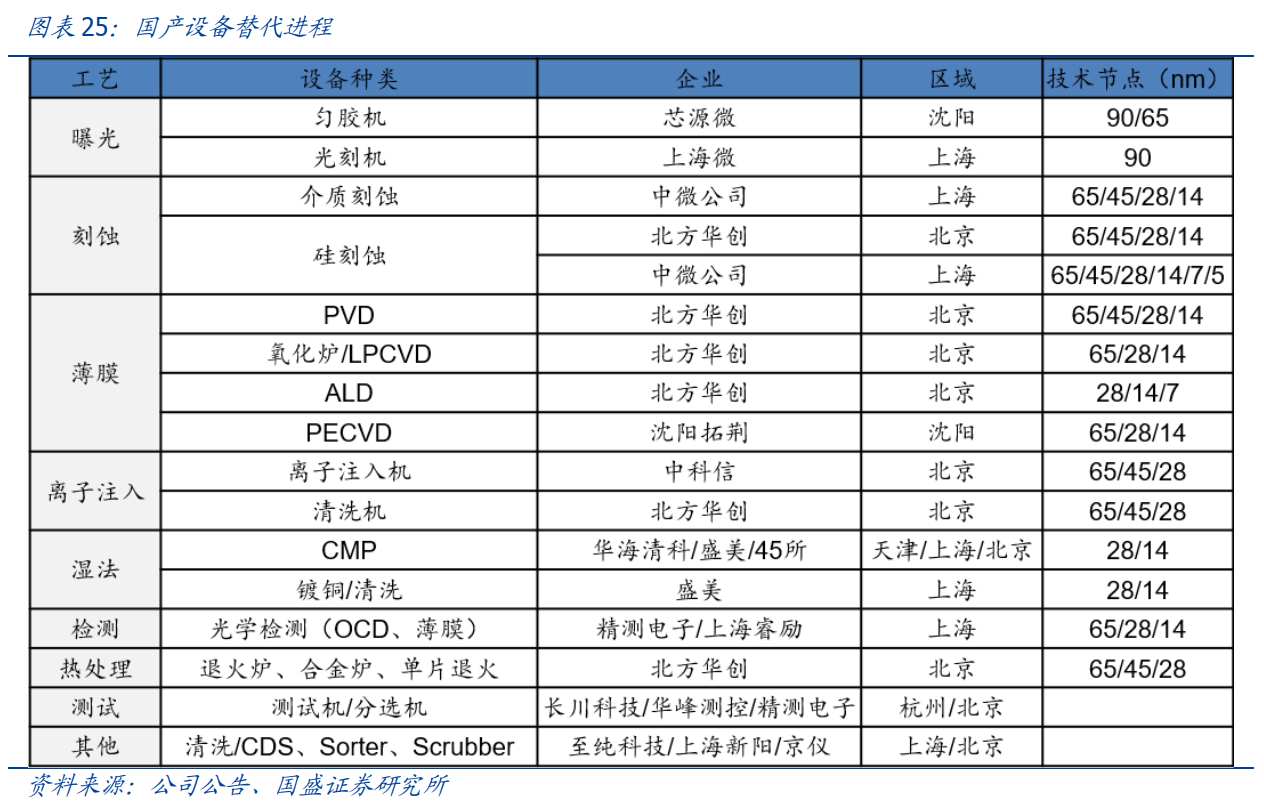 图表 25：国产设备替代进程
工艺 设备种类 企业 区域 技术节点（nm）
曝光 匀胶机 芯源微 沈阳 90/65
光刻机 上海微 上海 90
刻蚀 介质刻蚀 中微公司 上海 65/45/28/14
硅刻蚀 北方华创 北京 65/45/28/14
中微公司 上海 65/45/28/14/7/5
薄膜 PVD 北方华创 北京 65/45/28/14
氧化炉/LPCVD 北方华创 北京 65/28/14
ALD 北方华创 北京 28/14/7
PECVD 沈阳拓荆 沈阳 65/28/14
离子注入 离子注入机 中科信 北京 65/45/28
清洗机 北方华创 北京 65/45/28
湿法 CMP 华海清科/盛美/45所 天津/上海/北京 28/14
镀铜/清洗 盛美 上海 28/14
检测 光学检测（OCD、薄膜） 精测电子/上海睿励 上海 65/28/14
热处理 退火炉、合金炉、单片退火 北方华创 北京 65/45/28
测试 测试机/分选机 长川科技/华峰测控/精测电子 杭州/北京
其他 清洗/CDS、Sorter、Scrubber 至纯科技/上海新阳/京仪 上海/北京
资料来源：公司公告、国盛证券研究所